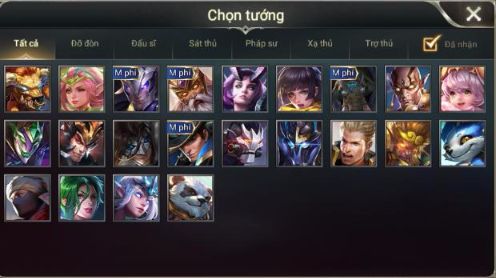 Chọn tướng
Tất cả Đỡ đòn Đấu sĩ Sát thủ Pháp sư Xạ thủ Trợ thủ Đã nhận
M phí M phí M phí
M phí